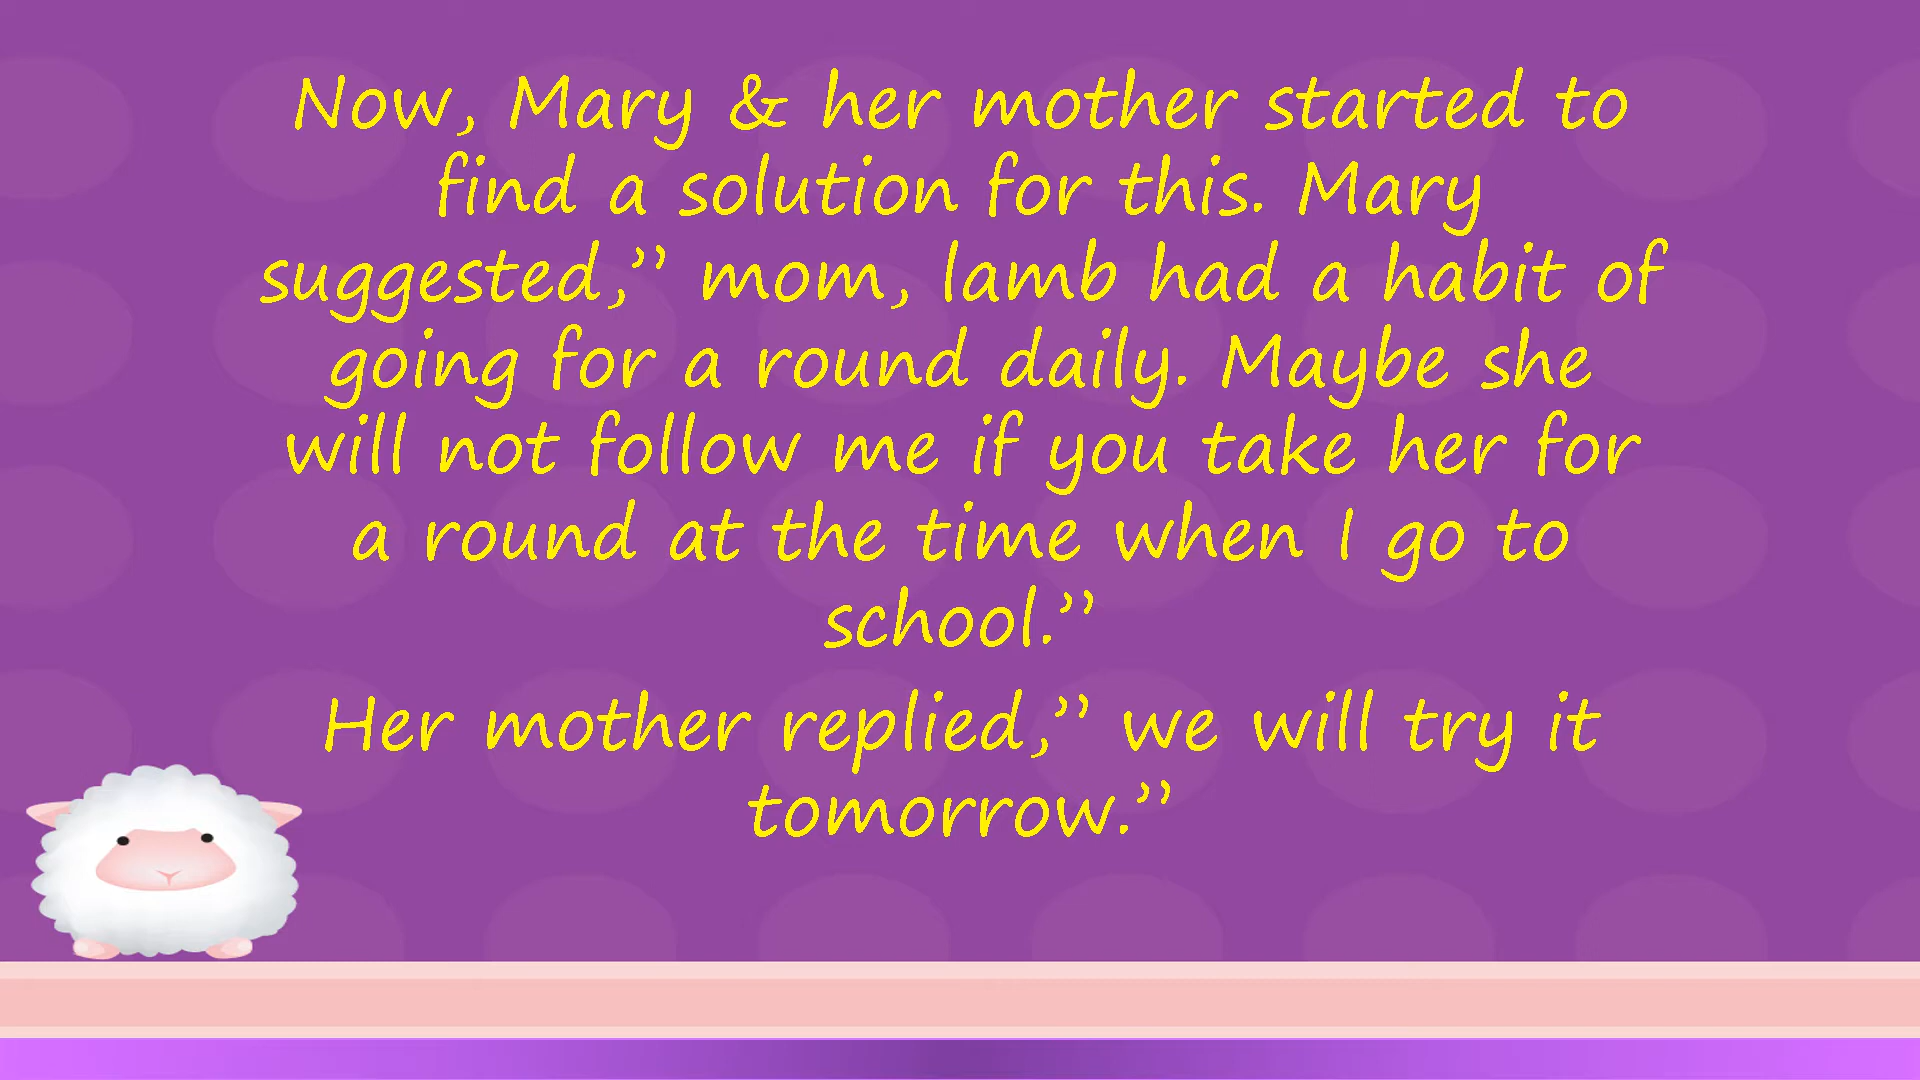 Now, Mary & her mother started to
find a solution for this. Mary
suggested,” mom, lamb had a habit of
going for a round daily. Maybe she
will not follow me if you take her for
a round at the time when I go to
school.”
Her mother replied,” we will try it
tomorrow.”